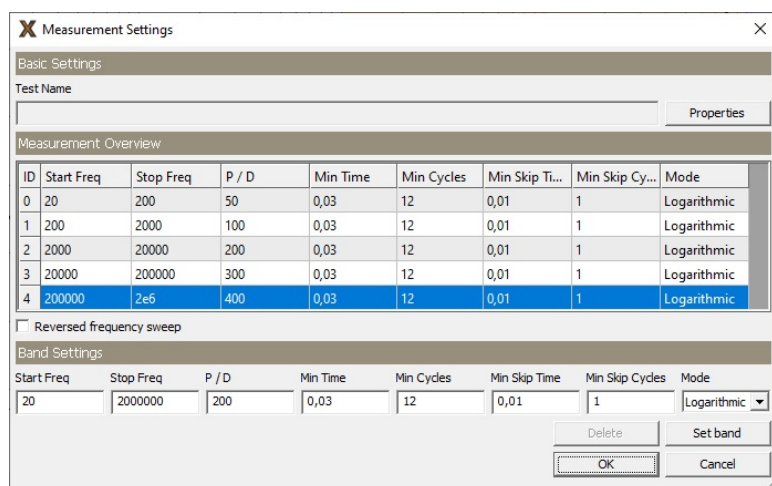 Measurement Settings
Basic Settings
Test Name
Properties
Measurement Overview
ID Start Freq Stop Freq P / D Min Time Min Cycles Min Skip Ti... Min Skip Cy... Mode
0 20 200 50 0,03 12 0,01 1 Logarithmic
1 200 2000 100 0,03 12 0,01 1 Logarithmic
2 2000 20000 200 0,03 12 0,01 1 Logarithmic
3 20000 200000 300 0,03 12 0,01 1 Logarithmic
4 200000 2e6 400 0,03 12 0,01 1 Logarithmic
Reversed frequency sweep
Band Settings
Start Freq Stop Freq P / D Min Time Min Cycles Min Skip Time Min Skip Cycles Mode
20 2000000 200 0,03 12 0,01 1 Logarithmic
Delete Set band
OK Cancel